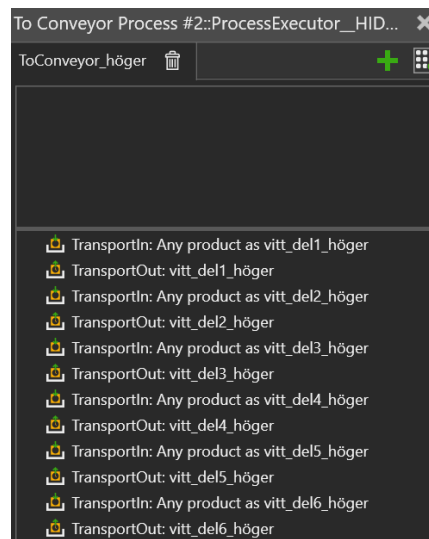 To Conveyor Process #2::ProcessExecutor__HID...
ToConveyor_höger
TransportIn: Any product as vitt_del1_höger
TransportOut: vitt_del1_höger
TransportIn: Any product as vitt_del2_höger
TransportOut: vitt_del2_höger
TransportIn: Any product as vitt_del3_höger
TransportOut: vitt_del3_höger
TransportIn: Any product as vitt_del4_höger
TransportOut: vitt_del4_höger
TransportIn: Any product as vitt_del5_höger
TransportOut: vitt_del5_höger
TransportIn: Any product as vitt_del6_höger
TransportOut: vitt_del6_höger